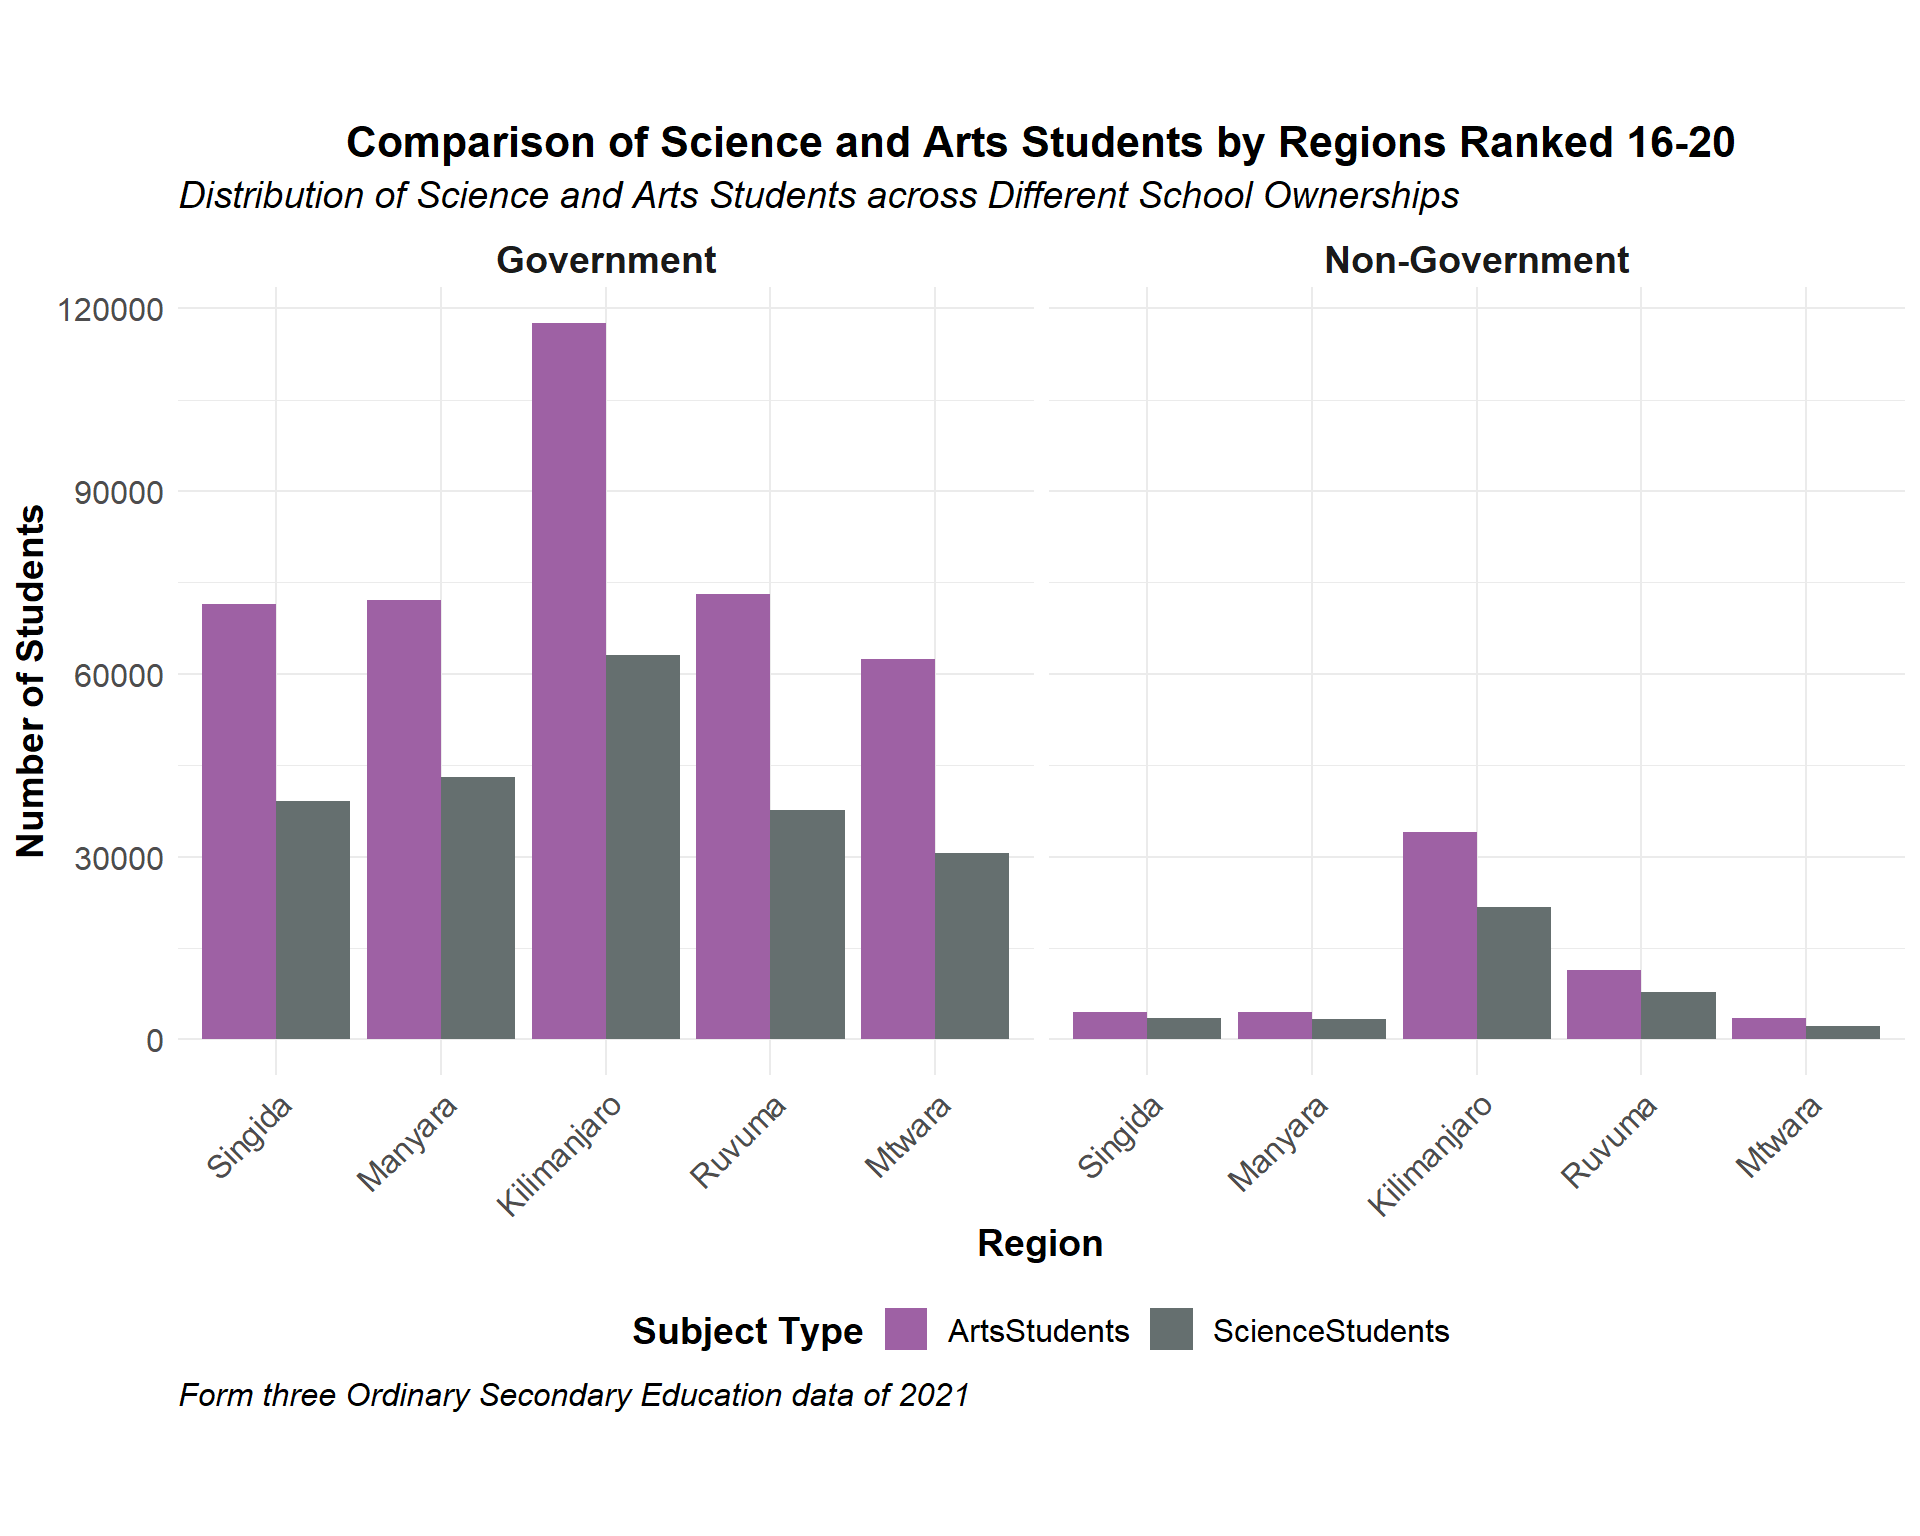 Comparison of Science and Arts Students by Regions Ranked 16-20
Distribution of Science and Arts Students across Different School Ownerships
Government
Non-Government
Number of Students
120000
90000
60000
30000
0
Singida
Manyara
Kilimanjaro
Ruvuma
Mtwara
Singida
Manyara
Kilimanjaro
Ruvuma
Mtwara
Region
Subject Type
ArtsStudents
ScienceStudents
Form three Ordinary Secondary Education data of 2021